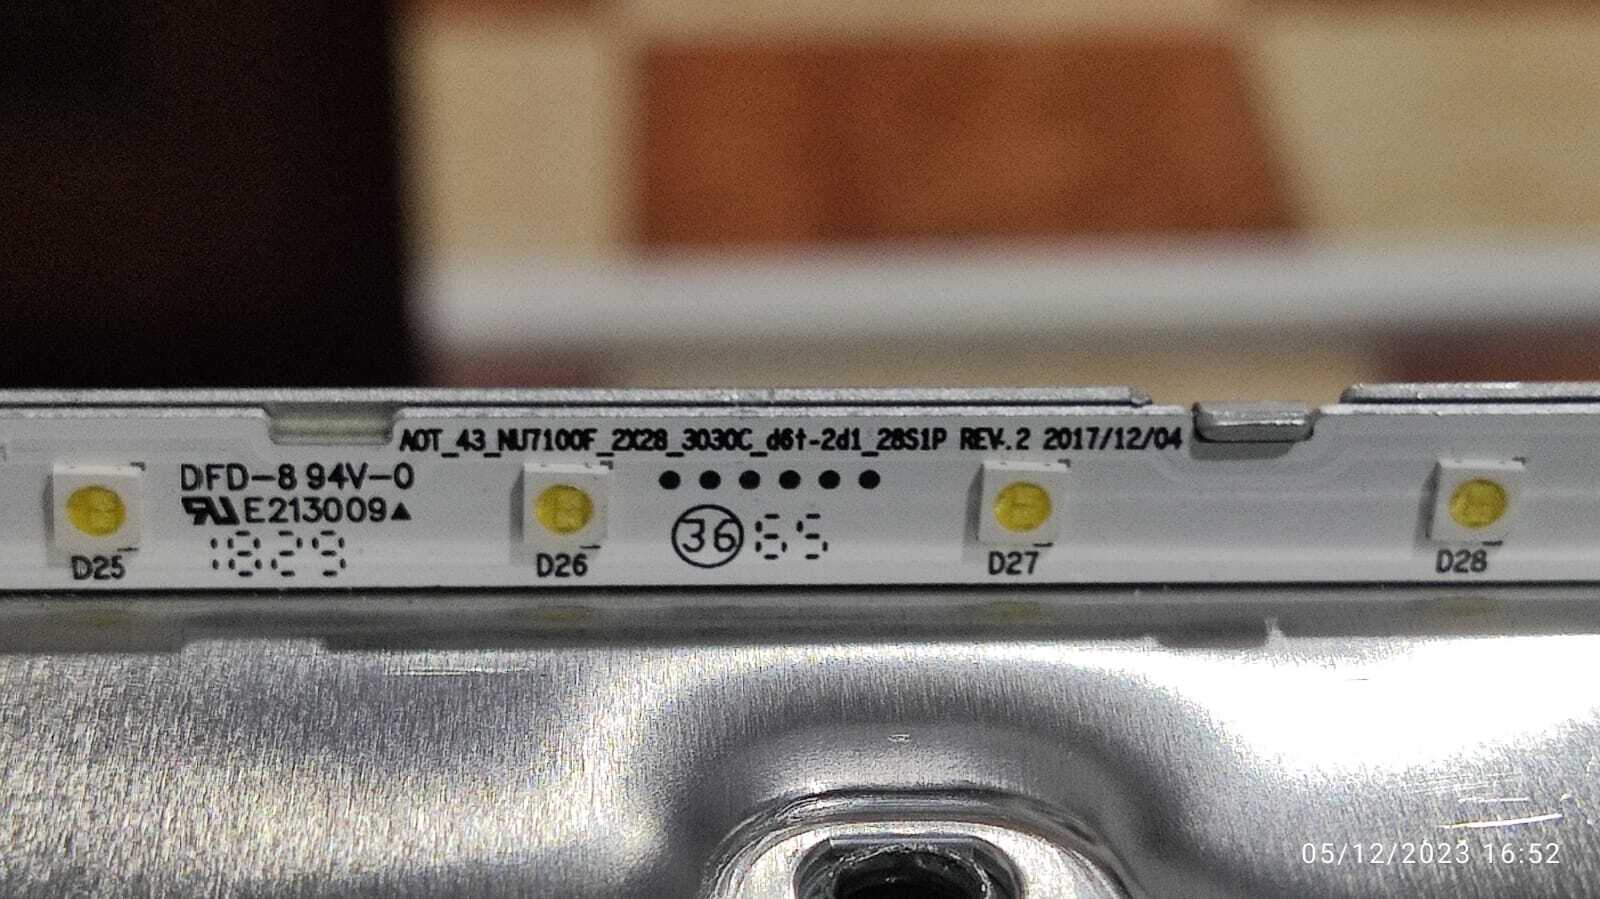 AOT_43_NU7100F_2X28_3030C_d6t-2d1_28S1P REV.2 2017/12/04
DFD-8 94V-0
E213009▲
1829
36 55
D25
D26
D27
D28
05/12/2023 16:52